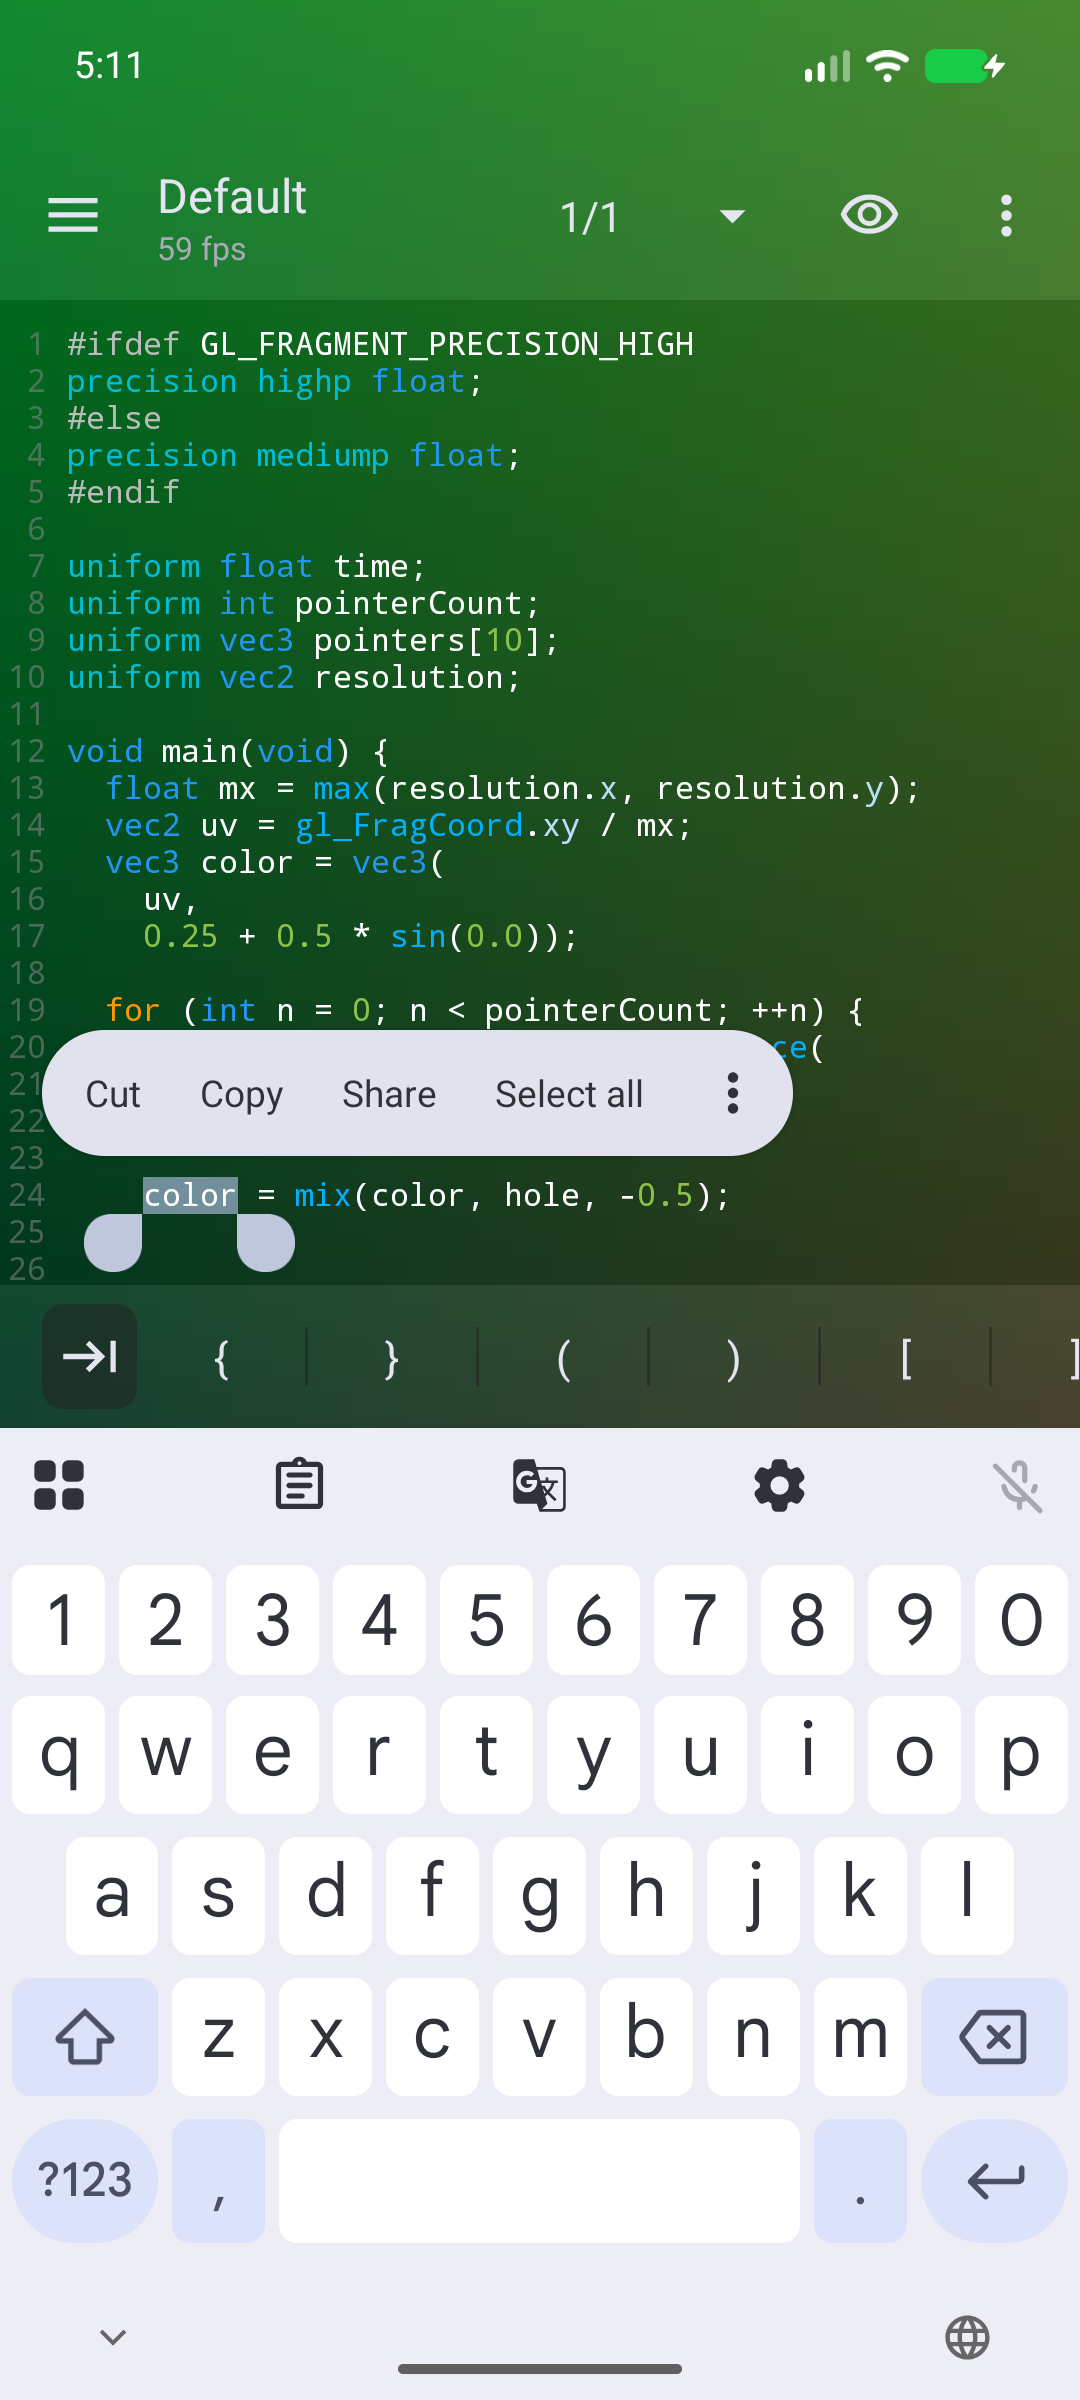 5:11
Default
59 fps
1/1
1 #ifdef GL_FRAGMENT_PRECISION_HIGH
2 precision highp float;
3 #else
4 precision mediump float;
5 #endif
6
7 uniform float time;
8 uniform int pointerCount;
9 uniform vec3 pointers[10];
10 uniform vec2 resolution;
11
12 void main(void) {
13 float mx = max(resolution.x, resolution.y);
14 vec2 uv = gl_FragCoord.xy / mx;
15 vec3 color = vec3(
16 uv,
17 0.25 + 0.5 * sin(0.0));
18
19 for (int n = 0; n < pointerCount; ++n) {
20 ce(
21
Cut Copy Share Select all
22
23
24 color = mix(color, hole, -0.5);
25
26
{ } ( ) [ ]
1 2 3 4 5 6 7 8 9 0
q w e r t y u i o p
a s d f g h j k l
z x c v b n m
?123 , .